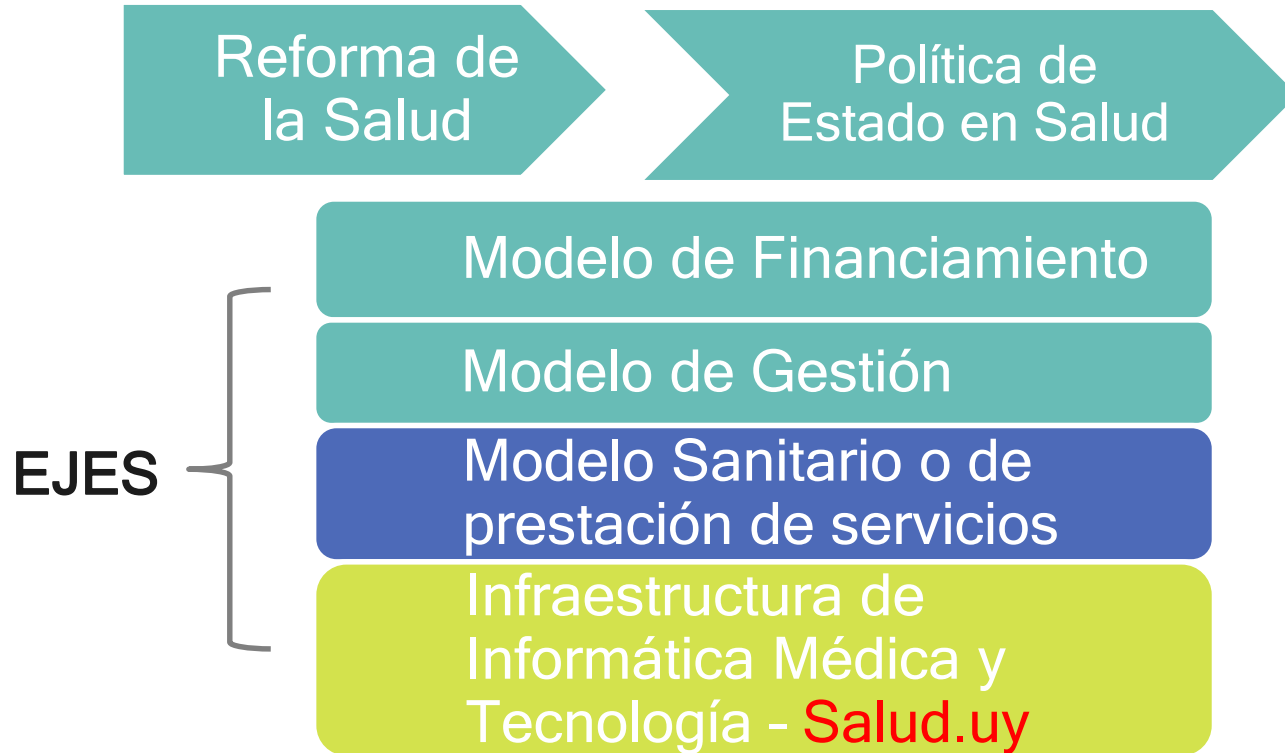 Reforma de
la Salud
Política de
Estado en Salud
EJES
Modelo de Financiamiento
Modelo de Gestión
Modelo Sanitario o de
prestación de servicios
Infraestructura de
Informática Médica y
Tecnología - Salud.uy